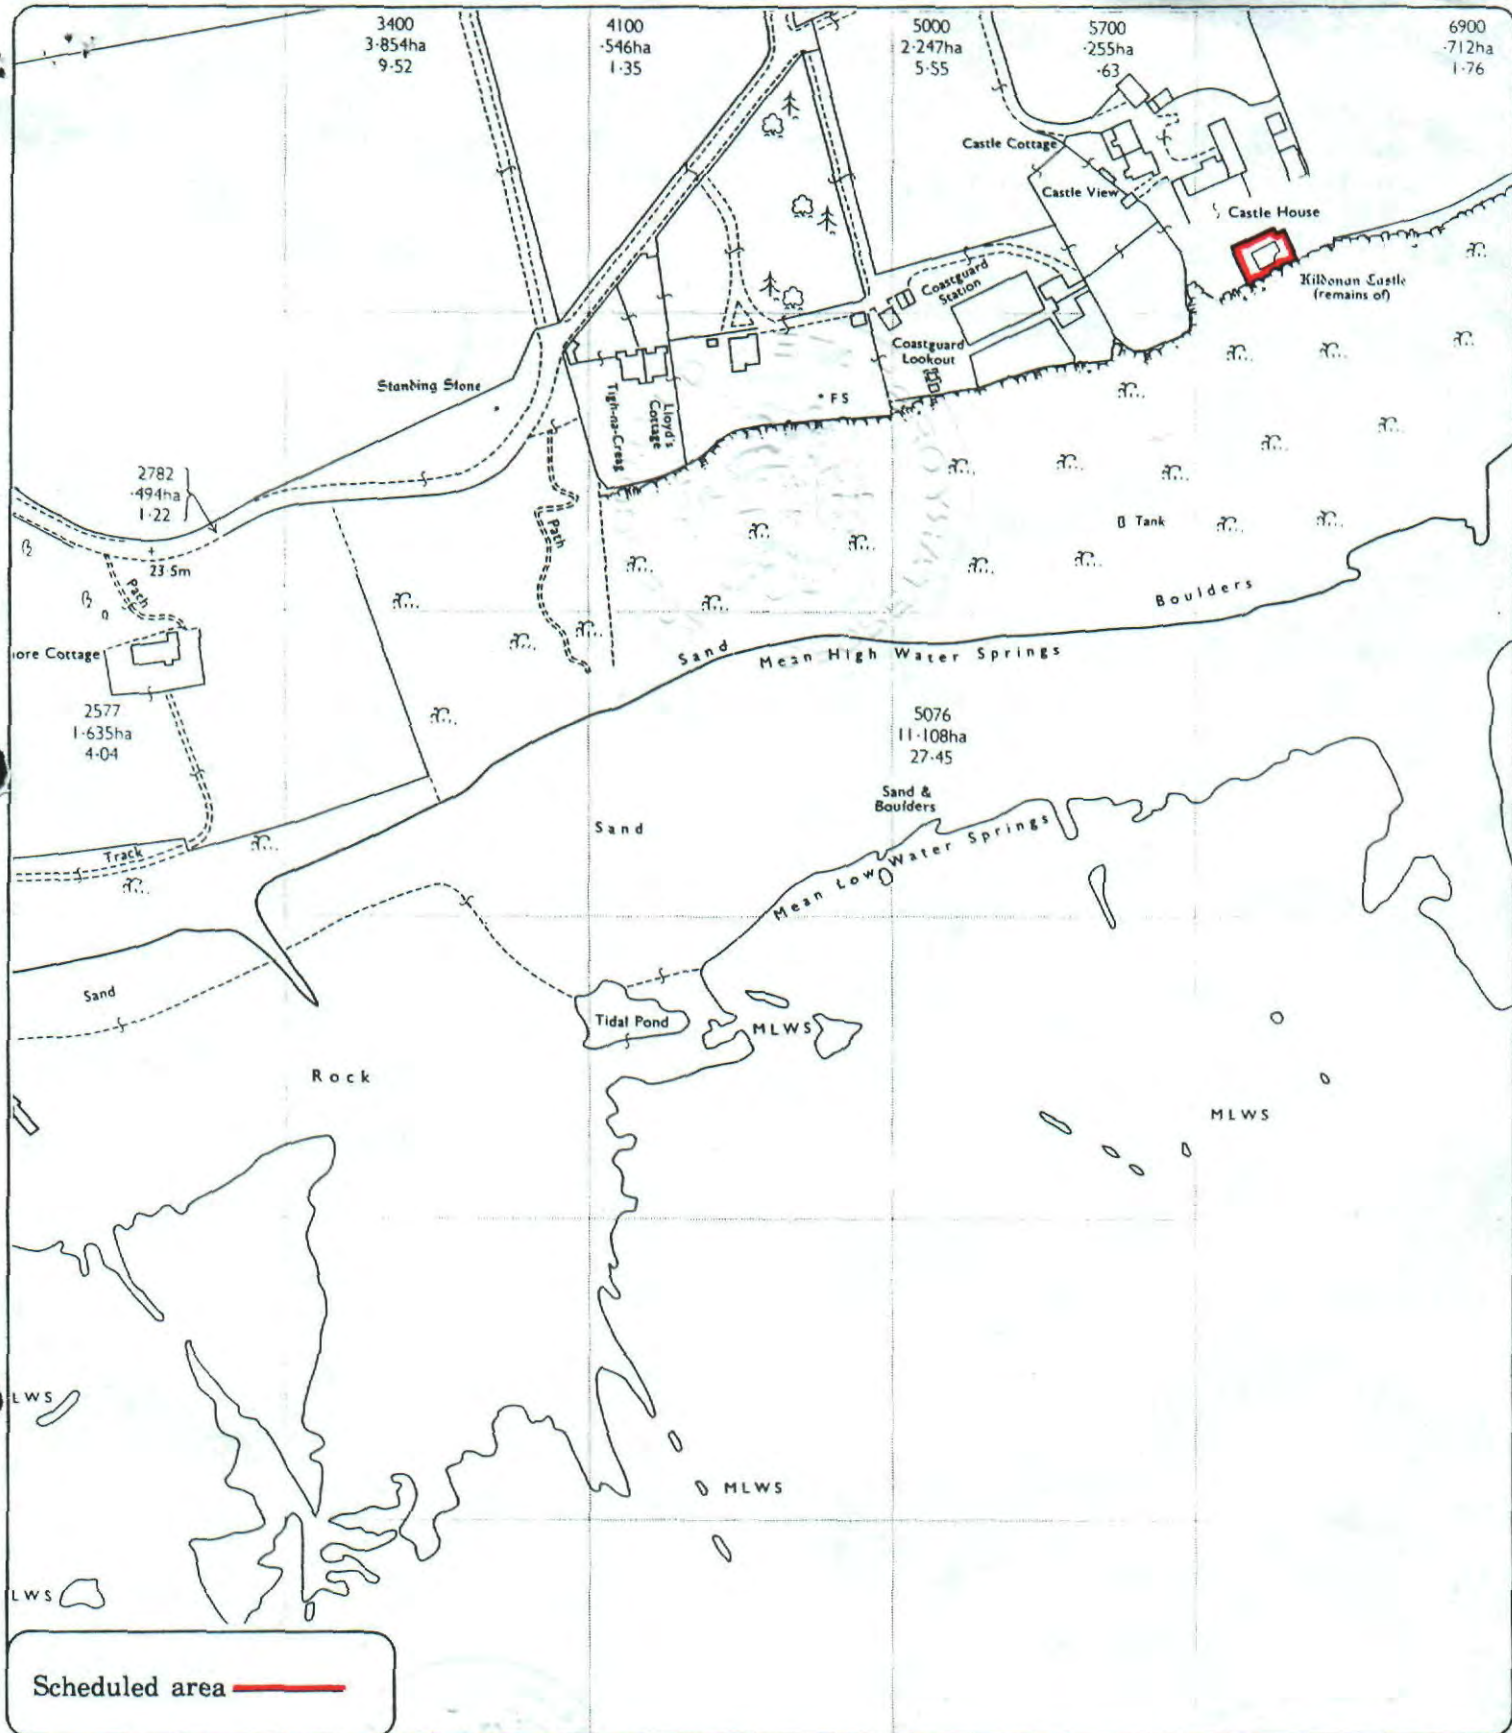 3400
3·854ha
9·52
4100
·546ha
1·35
5000
2·247ha
5·55
5700
·255ha
·63
6900
·712ha
1·76
Castle Cottage
Castle View
Castle House
Kildonan Castle
(remains of)
Coastguard
Station
Coastguard
Lookout
Standing Stone
Tigh-na-Creag
Lloyd's
Cottage
FS
2782
·494ha
1·22
Path
Tank
23·5m
Path
Boulders
ore Cottage
Sand
Mean High Water Springs
2577
1·635ha
4·04
5076
11·108ha
27·45
Sand &
Boulders
Sand
Mean Low Water Springs
Track
Sand
Tidal Pond
MLWS
Rock
MLWS
LWS
MLWS
LWS
Scheduled area